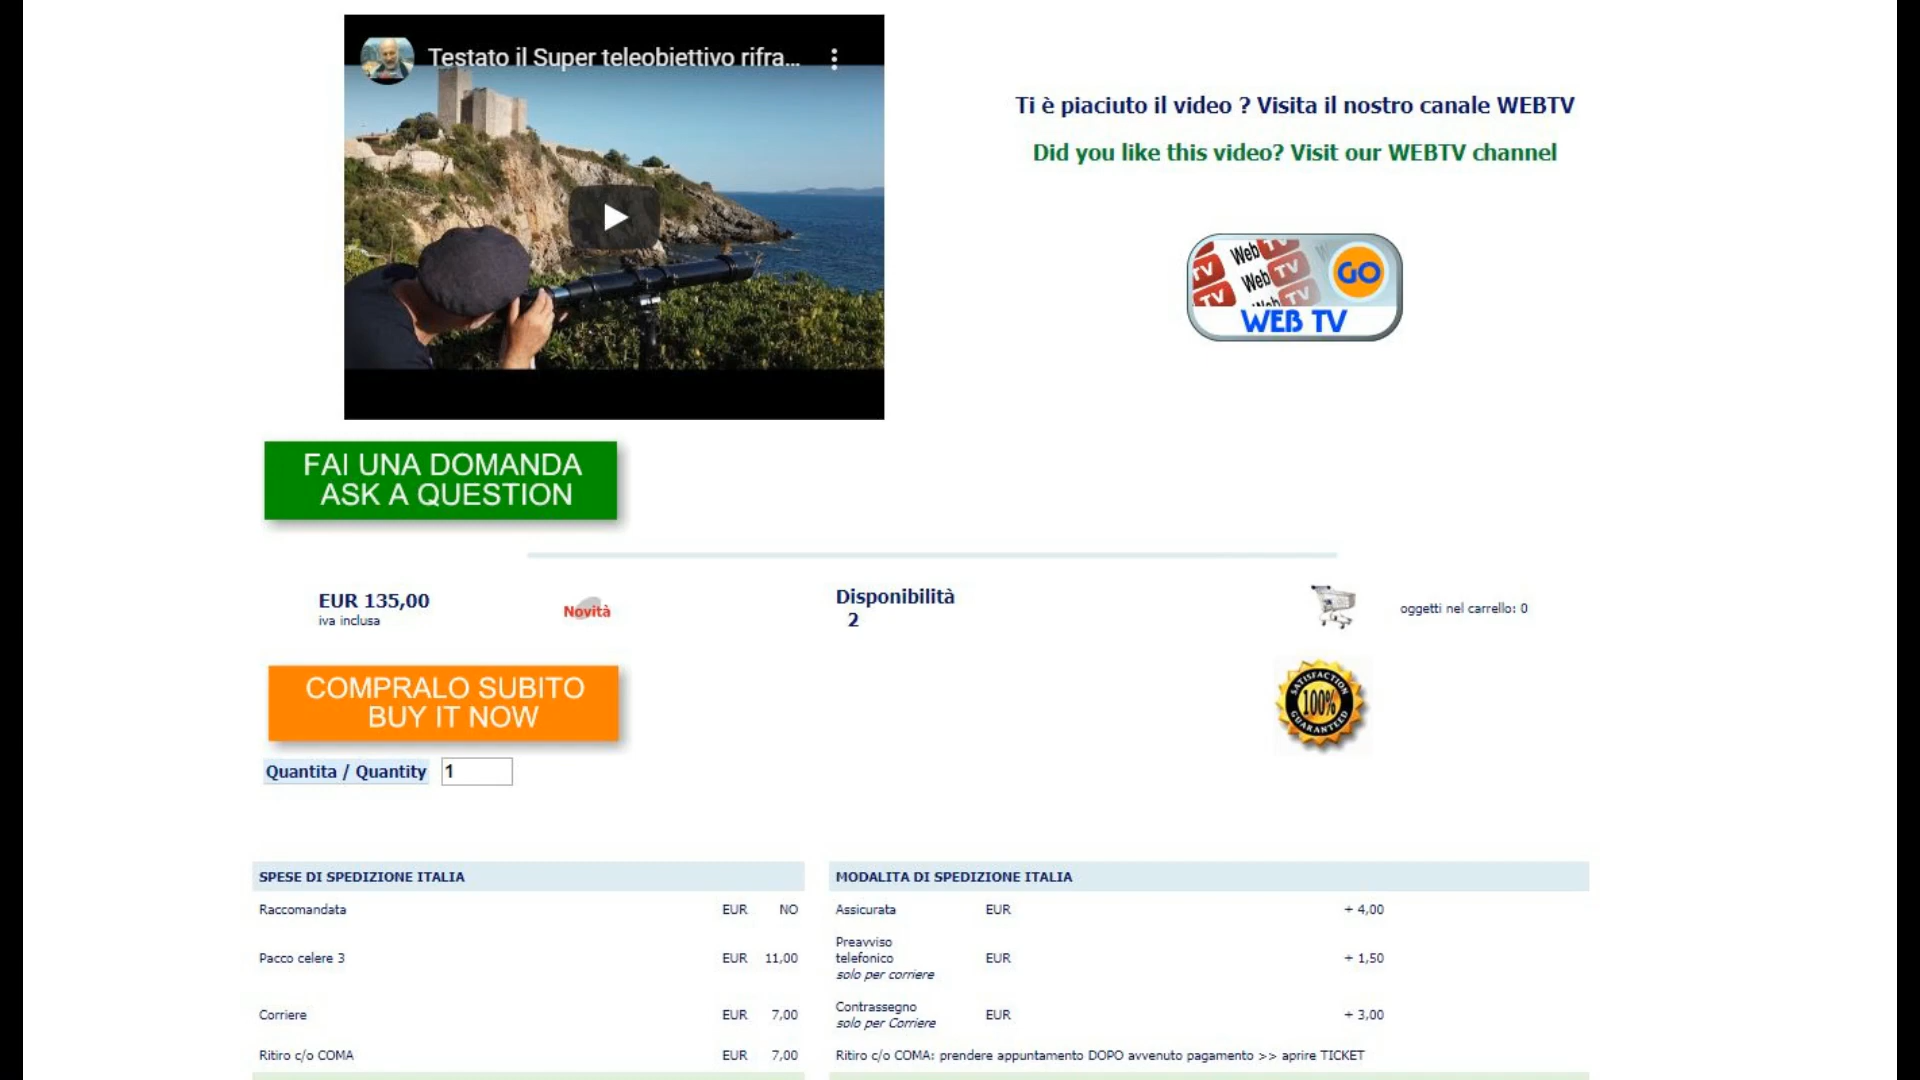 Testato il Super teleobiettivo rifra...
Ti è piaciuto il video ? Visita il nostro canale WEBTV
Did you like this video? Visit our WEBTV channel
Web TV
GO
WEB TV
FAI UNA DOMANDA
ASK A QUESTION
EUR 135,00
iva inclusa
Novità
Disponibilità
2
oggetti nel carrello: 0
COMPRALO SUBITO
BUY IT NOW
SATISFACTION
100%
GUARANTEED
Quantita / Quantity 1
SPESE DI SPEDIZIONE ITALIA
Raccomandata EUR NO
Pacco celere 3 EUR 11,00
Corriere EUR 7,00
Ritiro c/o COMA EUR 7,00
MODALITA DI SPEDIZIONE ITALIA
Assicurata EUR + 4,00
Preavviso
telefonico EUR + 1,50
solo per corriere
Contrassegno EUR + 3,00
solo per Corriere
Ritiro c/o COMA: prendere appuntamento DOPO avvenuto pagamento >> aprire TICKET